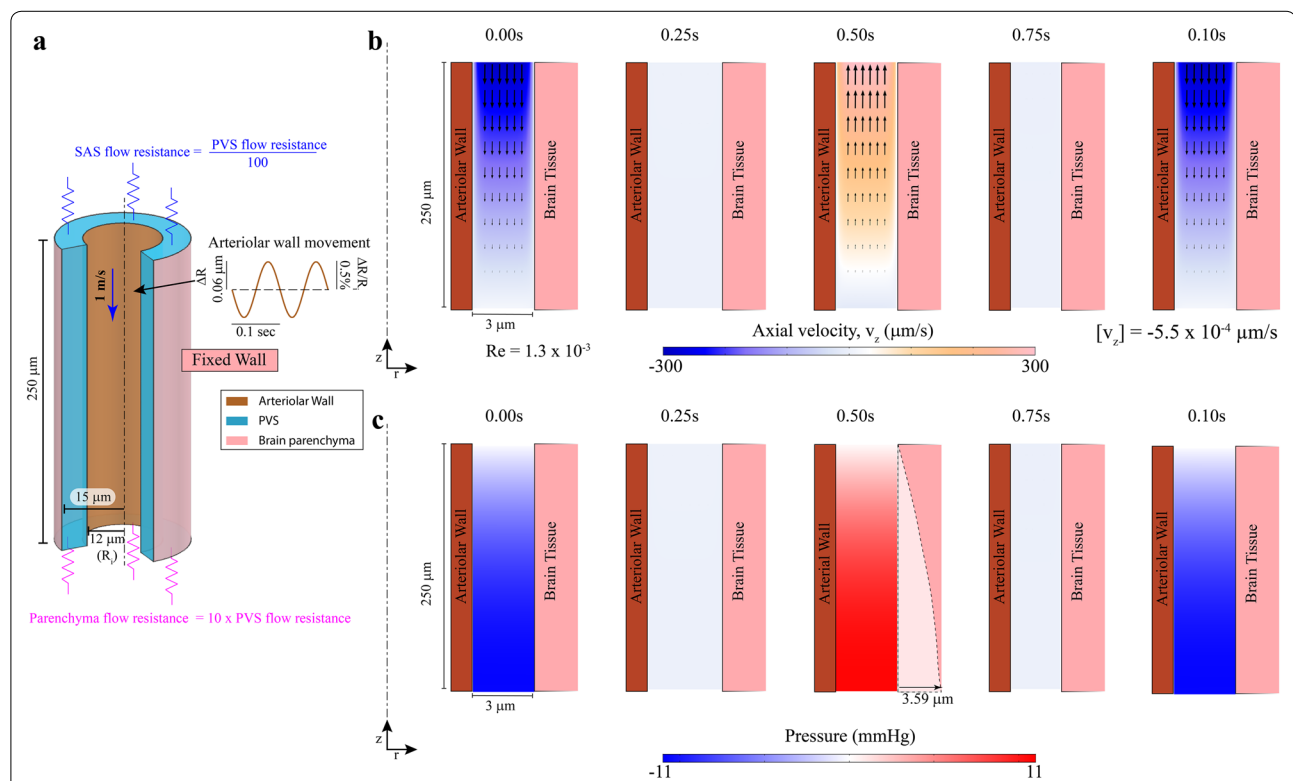 a
SAS flow resistance = PVS flow resistance
100
250 μm
1 m/s
Arteriolar wall movement
ΔR
0.06 μm
0.5%
ΔR/Ri
0.1 sec
Fixed Wall
Arteriolar Wall
PVS
Brain parenchyma
15 μm
12 μm
(Ri)
Parenchyma flow resistance = 10 x PVS flow resistance
z
r
b
0.00s
0.25s
0.50s
0.75s
0.10s
250 μm
Arteriolar Wall
Brain Tissue
Arteriolar Wall
Brain Tissue
Arteriolar Wall
Brain Tissue
Arteriolar Wall
Brain Tissue
Arteriolar Wall
Brain Tissue
3 μm
Re = 1.3 x 10-3
Axial velocity, vz (μm/s)
[vz] = -5.5 x 10-4 μm/s
-300
300
z
r
c
0.00s
0.25s
0.50s
0.75s
0.10s
250 μm
Arteriolar Wall
Brain Tissue
Arteriolar Wall
Brain Tissue
Arterial Wall
Brain Tissue
Arteriolar Wall
Brain Tissue
Arteriolar Wall
Brain Tissue
3 μm
3.59 μm
Pressure (mmHg)
-11
11
z
r